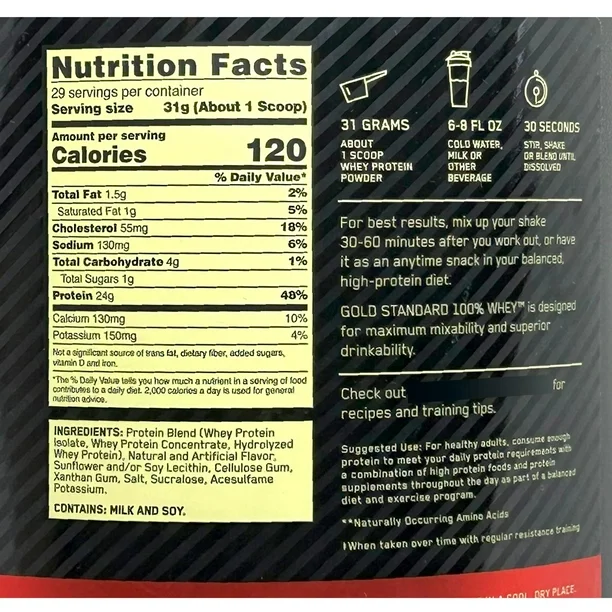 Nutrition Facts
29 servings per container
Serving size 31g (About 1 Scoop)
Amount per serving
Calories 120
% Daily Value*
Total Fat 1.5g 2%
Saturated Fat 1g 5%
Cholesterol 55mg 18%
Sodium 130mg 6%
Total Carbohydrate 4g 1%
Total Sugars 1g
Protein 24g 48%
Calcium 130mg 10%
Potassium 150mg 4%
Not a significant source of trans fat, dietary fiber, added sugars,
vitamin D and iron.
*The % Daily Value tells you how much a nutrient in a serving of food
contributes to a daily diet. 2,000 calories a day is used for general
nutrition advice.
INGREDIENTS: Protein Blend (Whey Protein
Isolate, Whey Protein Concentrate, Hydrolyzed
Whey Protein), Natural and Artificial Flavor,
Sunflower and/or Soy Lecithin, Cellulose Gum,
Xanthan Gum, Salt, Sucralose, Acesulfame
Potassium.
CONTAINS: MILK AND SOY.
31 GRAMS
ABOUT
1 SCOOP
WHEY PROTEIN
POWDER
6-8 FL OZ
COLD WATER,
MILK OR
OTHER
BEVERAGE
30 SECONDS
STIR, SHAKE
OR BLEND UNTIL
DISSOLVED
For best results, mix up your shake
30-60 minutes after you work out, or have
it as an anytime snack in your balanced,
high-protein diet.
GOLD STANDARD 100% WHEY™ is designed
for maximum mixability and superior
drinkability.
Check out for
recipes and training tips.
Suggested Use: For healthy adults, consume enough
protein to meet your daily protein requirements with
a combination of high protein foods and protein
supplements throughout the day as part of a balanced
diet and exercise program.
**Naturally Occurring Amino Acids
†When taken over time with regular resistance training
A COOL, DRY PLACE.